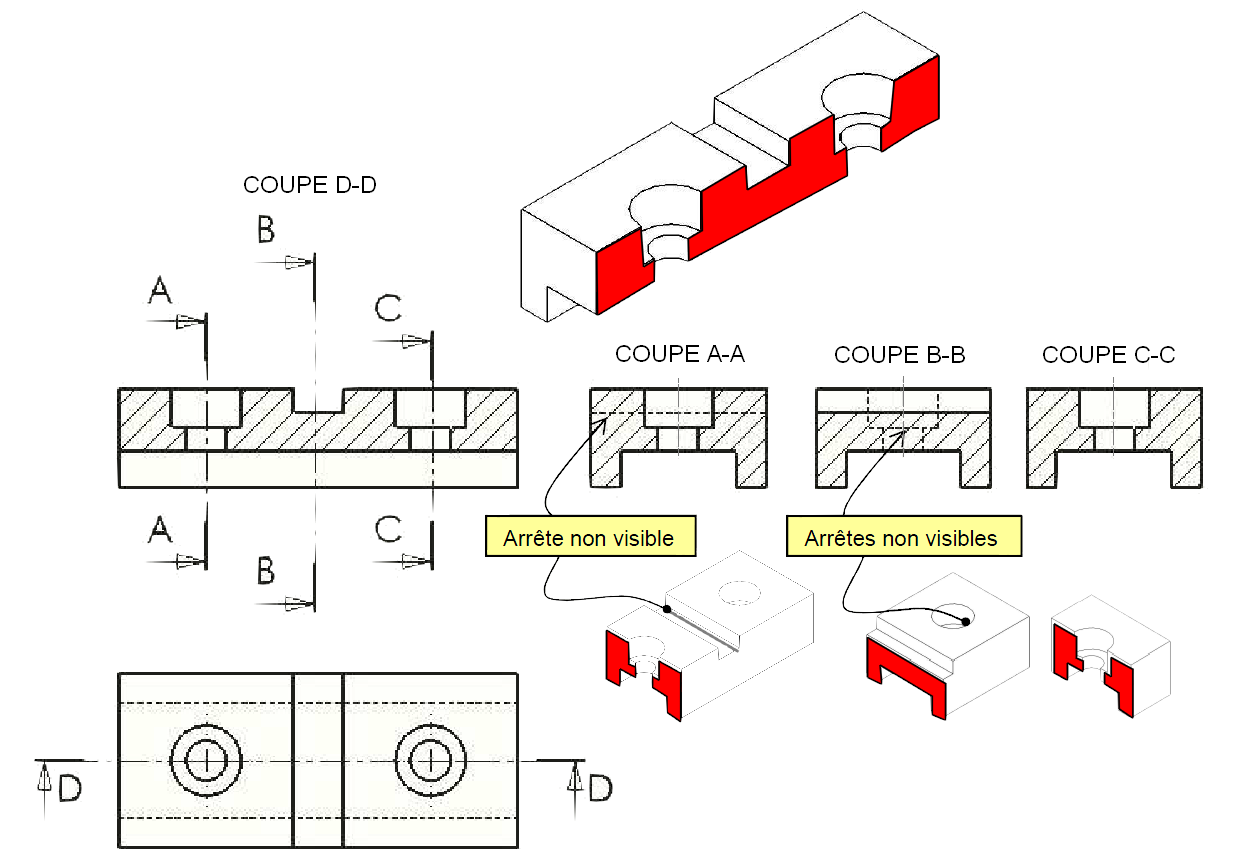 COUPE D-D
B
A
C
COUPE A-A
COUPE B-B
COUPE C-C
A
C
B
Arrête non visible
Arrêtes non visibles
D
D